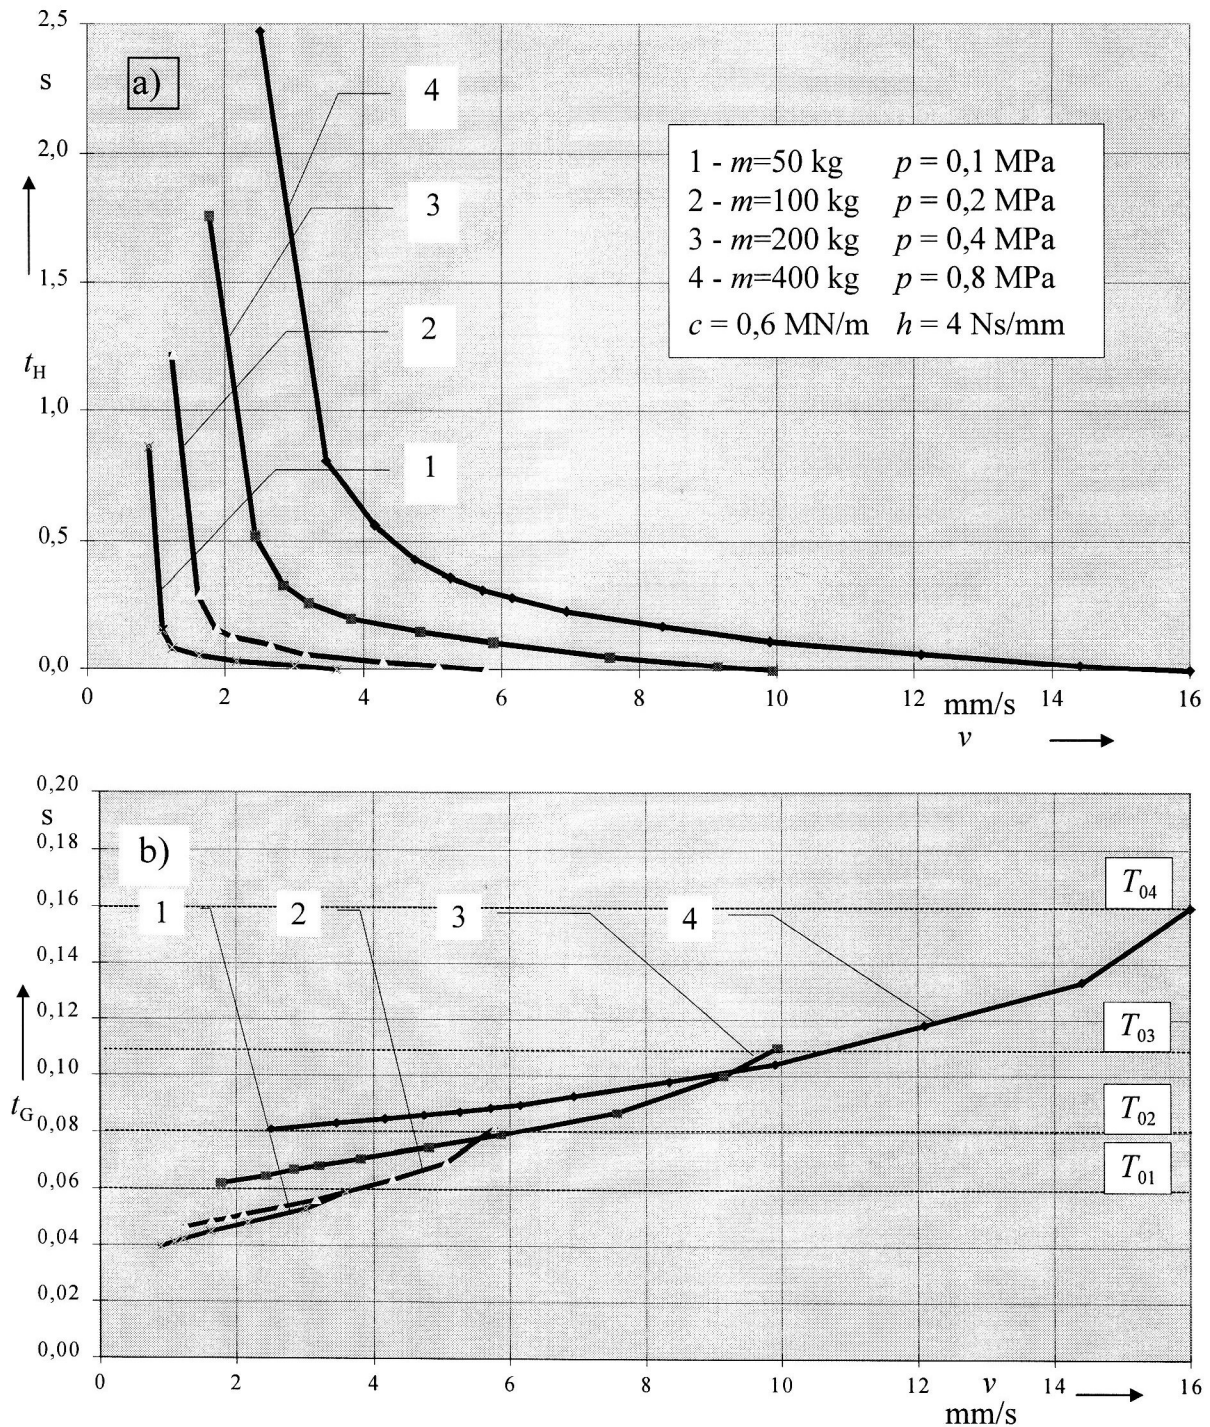 2,5
s
a)
4
2,0
1 - m=50 kg p = 0,1 MPa
2 - m=100 kg p = 0,2 MPa
3 - m=200 kg p = 0,4 MPa
4 - m=400 kg p = 0,8 MPa
c = 0,6 MN/m h = 4 Ns/mm
3
1,5
2
tH
1,0
1
0,5
0,0
0 2 4 6 8 10 12 mm/s 16
v
0,20
s
0,18
b)
T04
0,16
1 2 3 4
0,14
0,12
T03
0,10
tG
T02
0,08
T01
0,06
0,04
0,02
0,00
0 2 4 6 8 10 12 v 14 16
mm/s